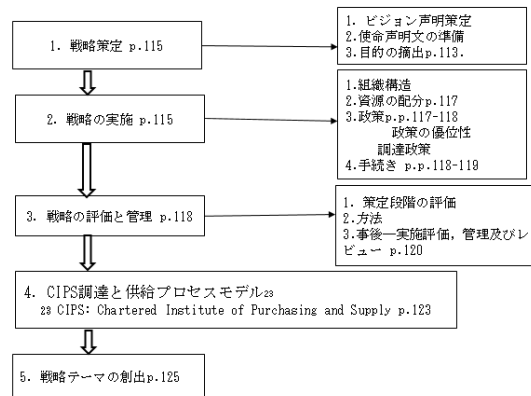 1. 戦略策定 p.115
1. ビジョン声明策定
2.使命声明文の準備
3.目的の摘出p.113.
2. 戦略の実施 p.115
1.組織構造
2.資源の配分p.117
3.政策p.p.117-118
政策の優位性
調達政策
4.手続き p.p.118-119
3. 戦略の評価と管理 p.118
1. 策定段階の評価
2.方法
3.事後―実施評価, 管理及びレ
ビュー p.120
4. CIPS調達と供給プロセスモデル23
23 CIPS: Chartered Institute of Purchasing and Supply p.123
5. 戦略テーマの創出p.125